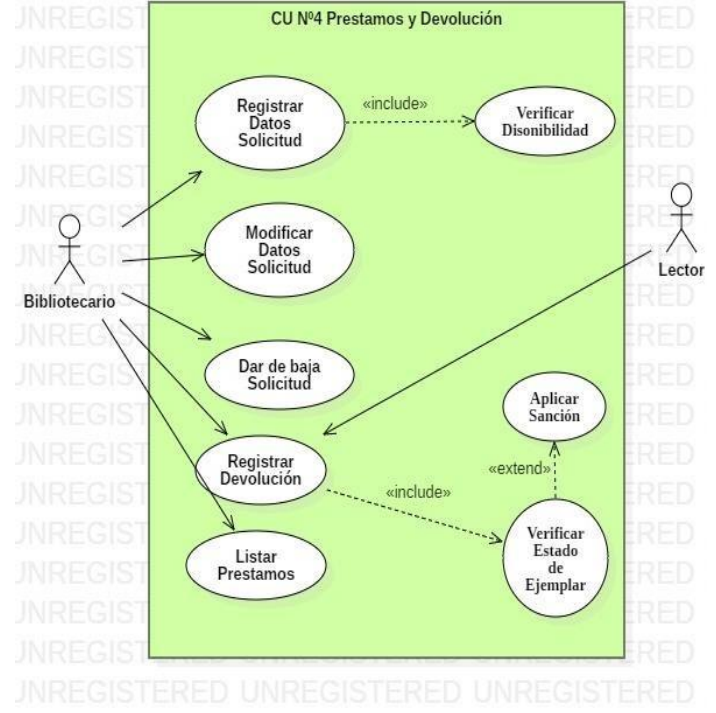 CU Nº4 Prestamos y Devolución
Registrar
Datos
Solicitud
«include»
Verificar
Disonibilidad
Modificar
Datos
Solicitud
Bibliotecario
Lector
Dar de baja
Solicitud
Aplicar
Sanción
Registrar
Devolución
«extend»
«include»
Verificar
Estado
de
Ejemplar
Listar
Prestamos
UNREGISTERED UNREGISTERED UNREGISTERED